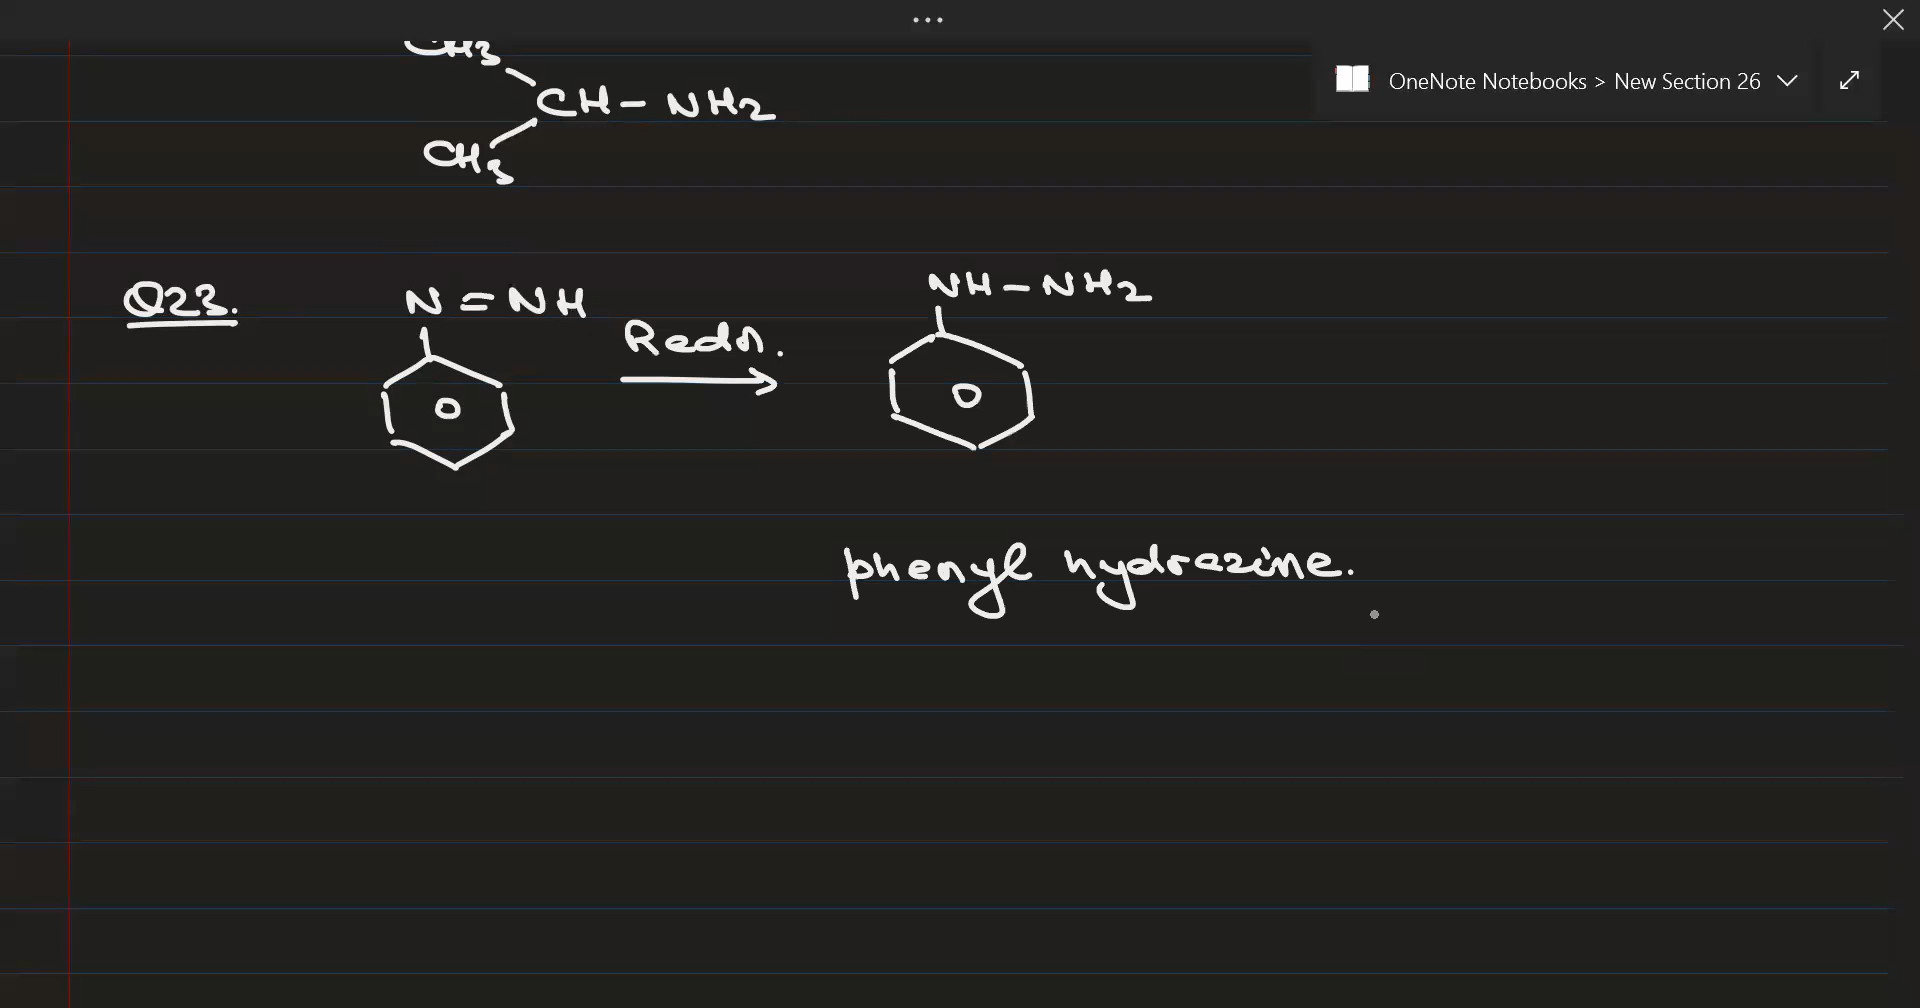 ...
CH3
OneNote Notebooks > New Section 26
CH - NH2
CH3
Q23.
N = NH
Redn.
NH - NH2
O
O
phenyl hydrazine.